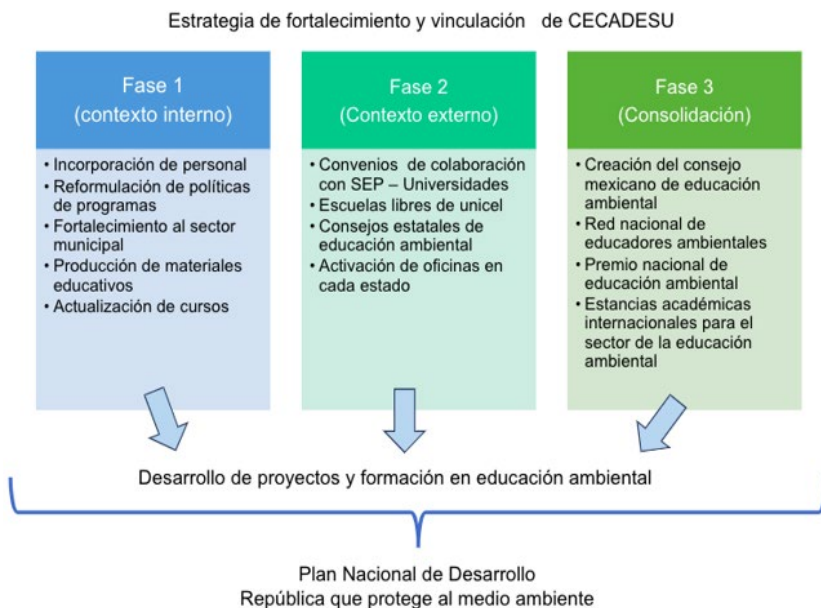 Estrategia de fortalecimiento y vinculación de CECADESU
Fase 1
(contexto interno)
• Incorporación de personal
• Reformulación de políticas
de programas
• Fortalecimiento al sector
municipal
• Producción de materiales
educativos
• Actualización de cursos
Fase 2
(Contexto externo)
• Convenios de colaboración
con SEP – Universidades
• Escuelas libres de unicel
• Consejos estatales de
educación ambiental
• Activación de oficinas en
cada estado
Fase 3
(Consolidación)
• Creación del consejo
mexicano de educación
ambiental
• Red nacional de
educadores ambientales
• Premio nacional de
educación ambiental
• Estancias académicas
internacionales para el
sector de la educación
ambiental
Desarrollo de proyectos y formación en educación ambiental
Plan Nacional de Desarrollo
República que protege al medio ambiente